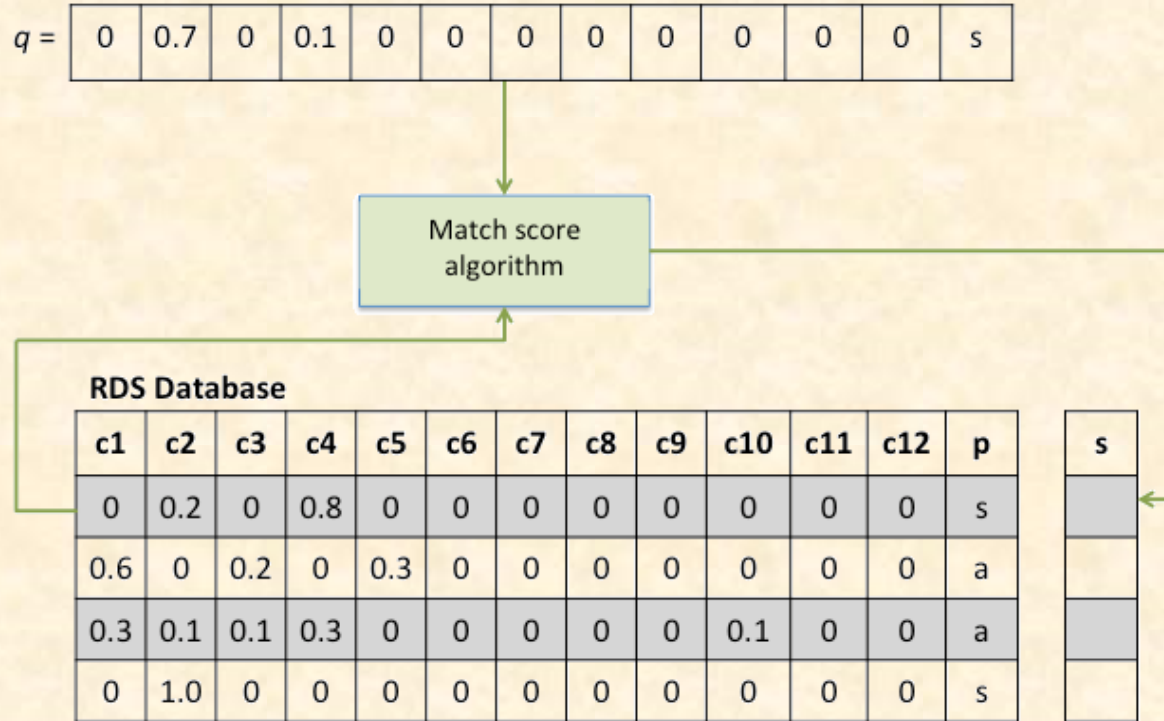 q = 0 0.7 0 0.1 0 0 0 0 0 0 0 0 s
Match score
algorithm
RDS Database
c1 c2 c3 c4 c5 c6 c7 c8 c9 c10 c11 c12 p s
0 0.2 0 0.8 0 0 0 0 0 0 0 0 s
0.6 0 0.2 0 0.3 0 0 0 0 0 0 0 a
0.3 0.1 0.1 0.3 0 0 0 0 0 0.1 0 0 a
0 1.0 0 0 0 0 0 0 0 0 0 0 s